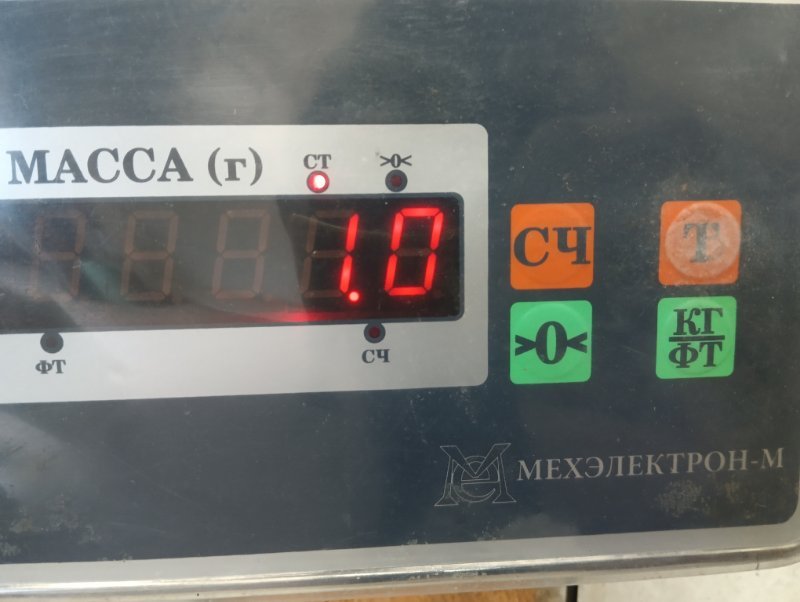 МАССА (г)
СТ
>0<
1.0
ФТ
СЧ
СЧ
Т
>0<
КГ
ФТ
МЕХЭЛЕКТРОН-М